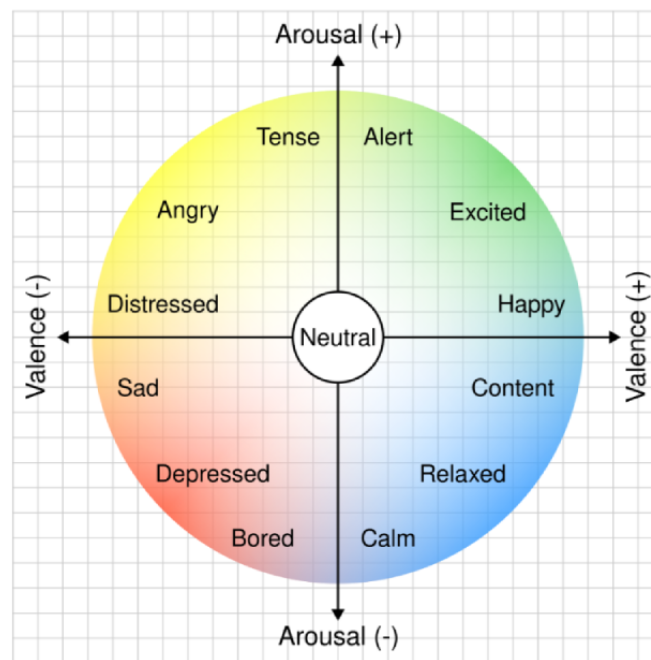 Arousal (+)
Tense
Alert
Angry
Excited
Distressed
Happy
Valence (-)
Neutral
Valence (+)
Sad
Content
Depressed
Relaxed
Bored
Calm
Arousal (-)